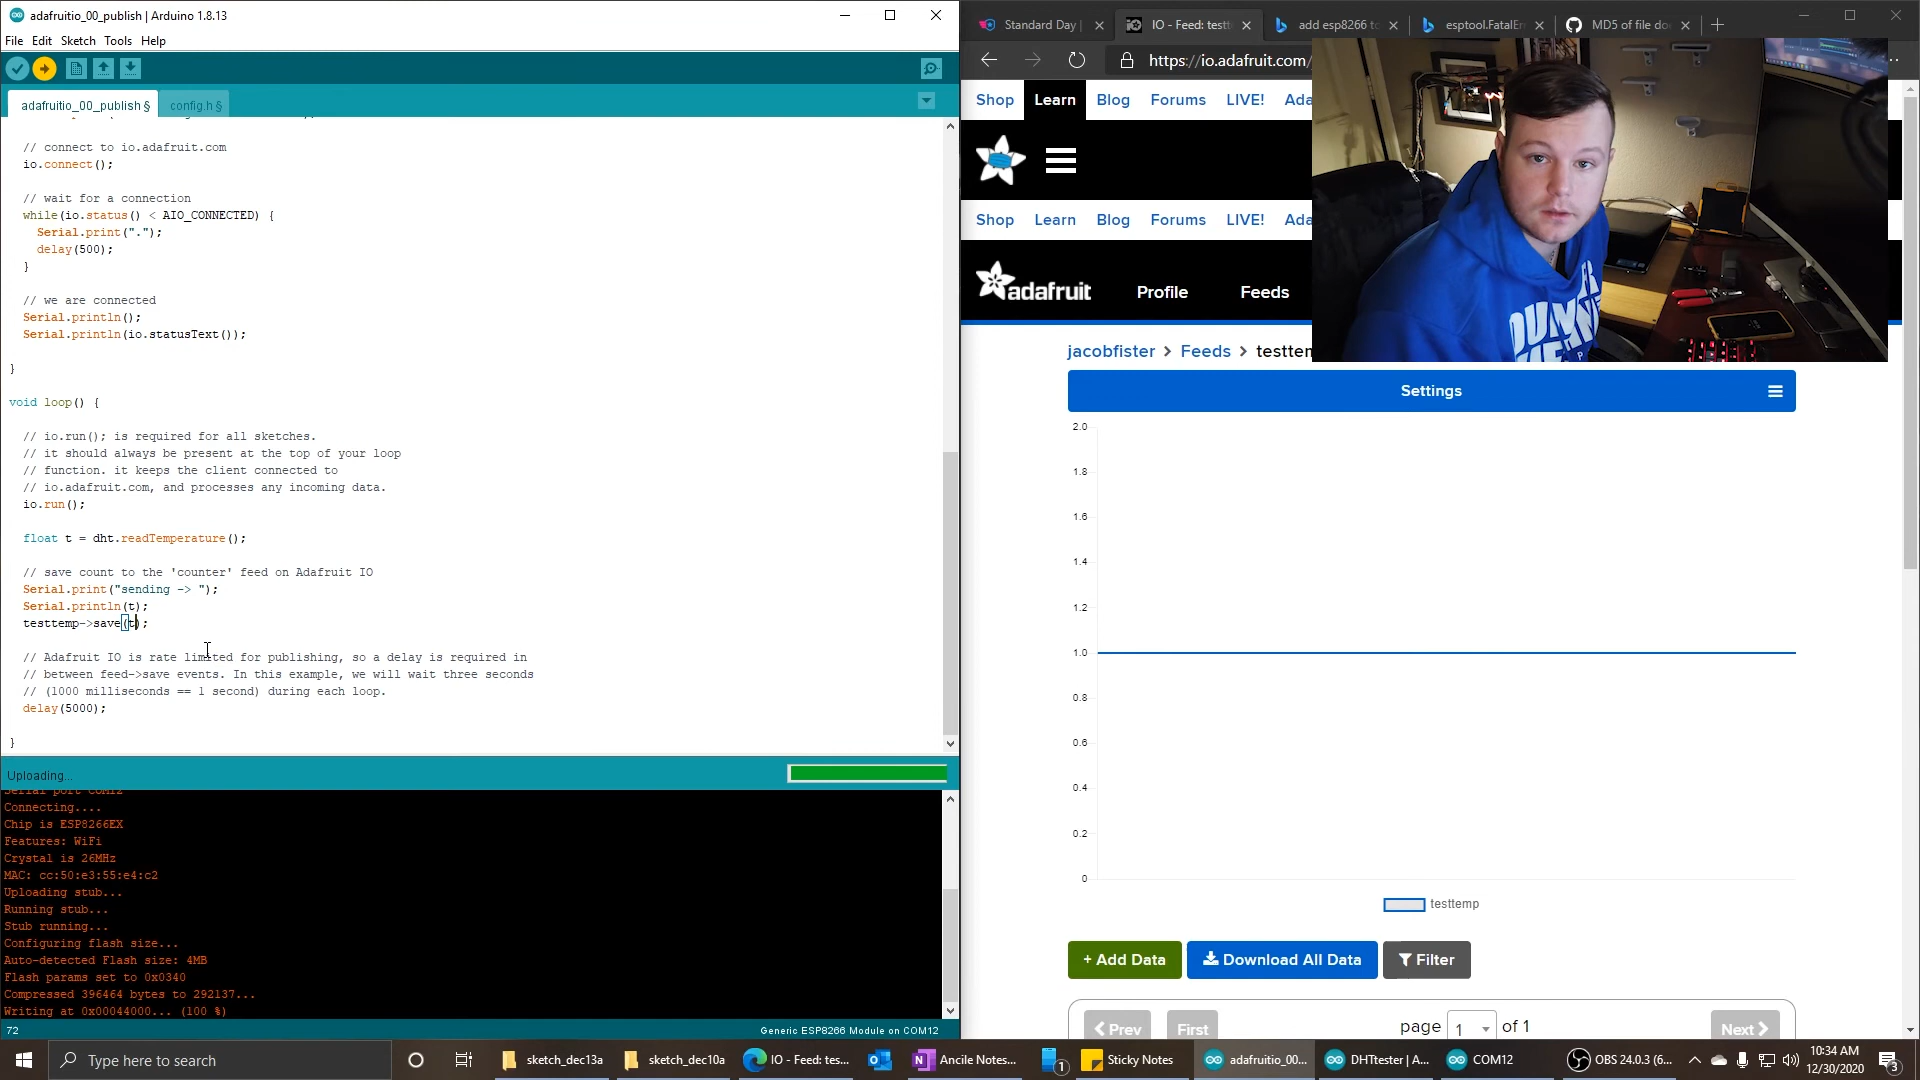 adafruitio_00_publish | Arduino 1.8.13
File Edit Sketch Tools Help
adafruitio_00_publish §
config.h §
// connect to io.adafruit.com
io.connect();
// wait for a connection
while(io.status() < AIO_CONNECTED) {
Serial.print(".");
delay(500);
}
// we are connected
Serial.println();
Serial.println(io.statusText());
}
void loop() {
// io.run(); is required for all sketches.
// it should always be present at the top of your loop
// function. it keeps the client connected to
// io.adafruit.com, and processes any incoming data.
io.run();
float t = dht.readTemperature();
// save count to the 'counter' feed on Adafruit IO
Serial.print("sending -> ");
Serial.println(t);
testtemp->save(t);
// Adafruit IO is rate limited for publishing, so a delay is required in
// between feed->save events. In this example, we will wait three seconds
// (1000 milliseconds == 1 second) during each loop.
delay(5000);
}
Uploading...
Serial port COM12
Connecting....
Chip is ESP8266EX
Features: WiFi
Crystal is 26MHz
MAC: cc:50:e3:55:e4:c2
Uploading stub...
Running stub...
Stub running...
Configuring flash size...
Auto-detected Flash size: 4MB
Flash params set to 0x0340
Compressed 396464 bytes to 292137...
Writing at 0x00044000... (100 %)
72
Generic ESP8266 Module on COM12
Standard Day |
IO - Feed: testt
add esp8266 to
esptool.FatalEr
MD5 of file do
https://io.adafruit.com/
Shop Learn Blog Forums LIVE! Ada
Shop Learn Blog Forums LIVE! Ada
adafruit Profile Feeds
jacobfister > Feeds > testtem
Settings
2.0
1.8
1.6
1.4
1.2
1.0
0.8
0.6
0.4
0.2
0
testtemp
+ Add Data
Download All Data
Filter
Prev First page 1 of 1 Next
Type here to search
sketch_dec13a
sketch_dec10a
IO - Feed: tes...
Ancile Notes...
1
Sticky Notes
adafruitio_00...
DHTtester | A...
COM12
OBS 24.0.3 (6...
10:34 AM
12/30/2020
3